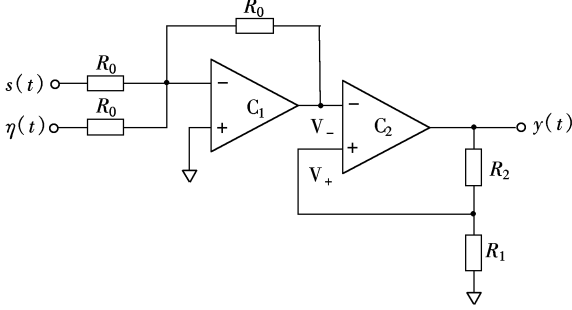 R₀
s(t)
R₀
R₀
η(t)
−
+
C₁
V₋
−
+
C₂
V₊
y(t)
R₂
R₁